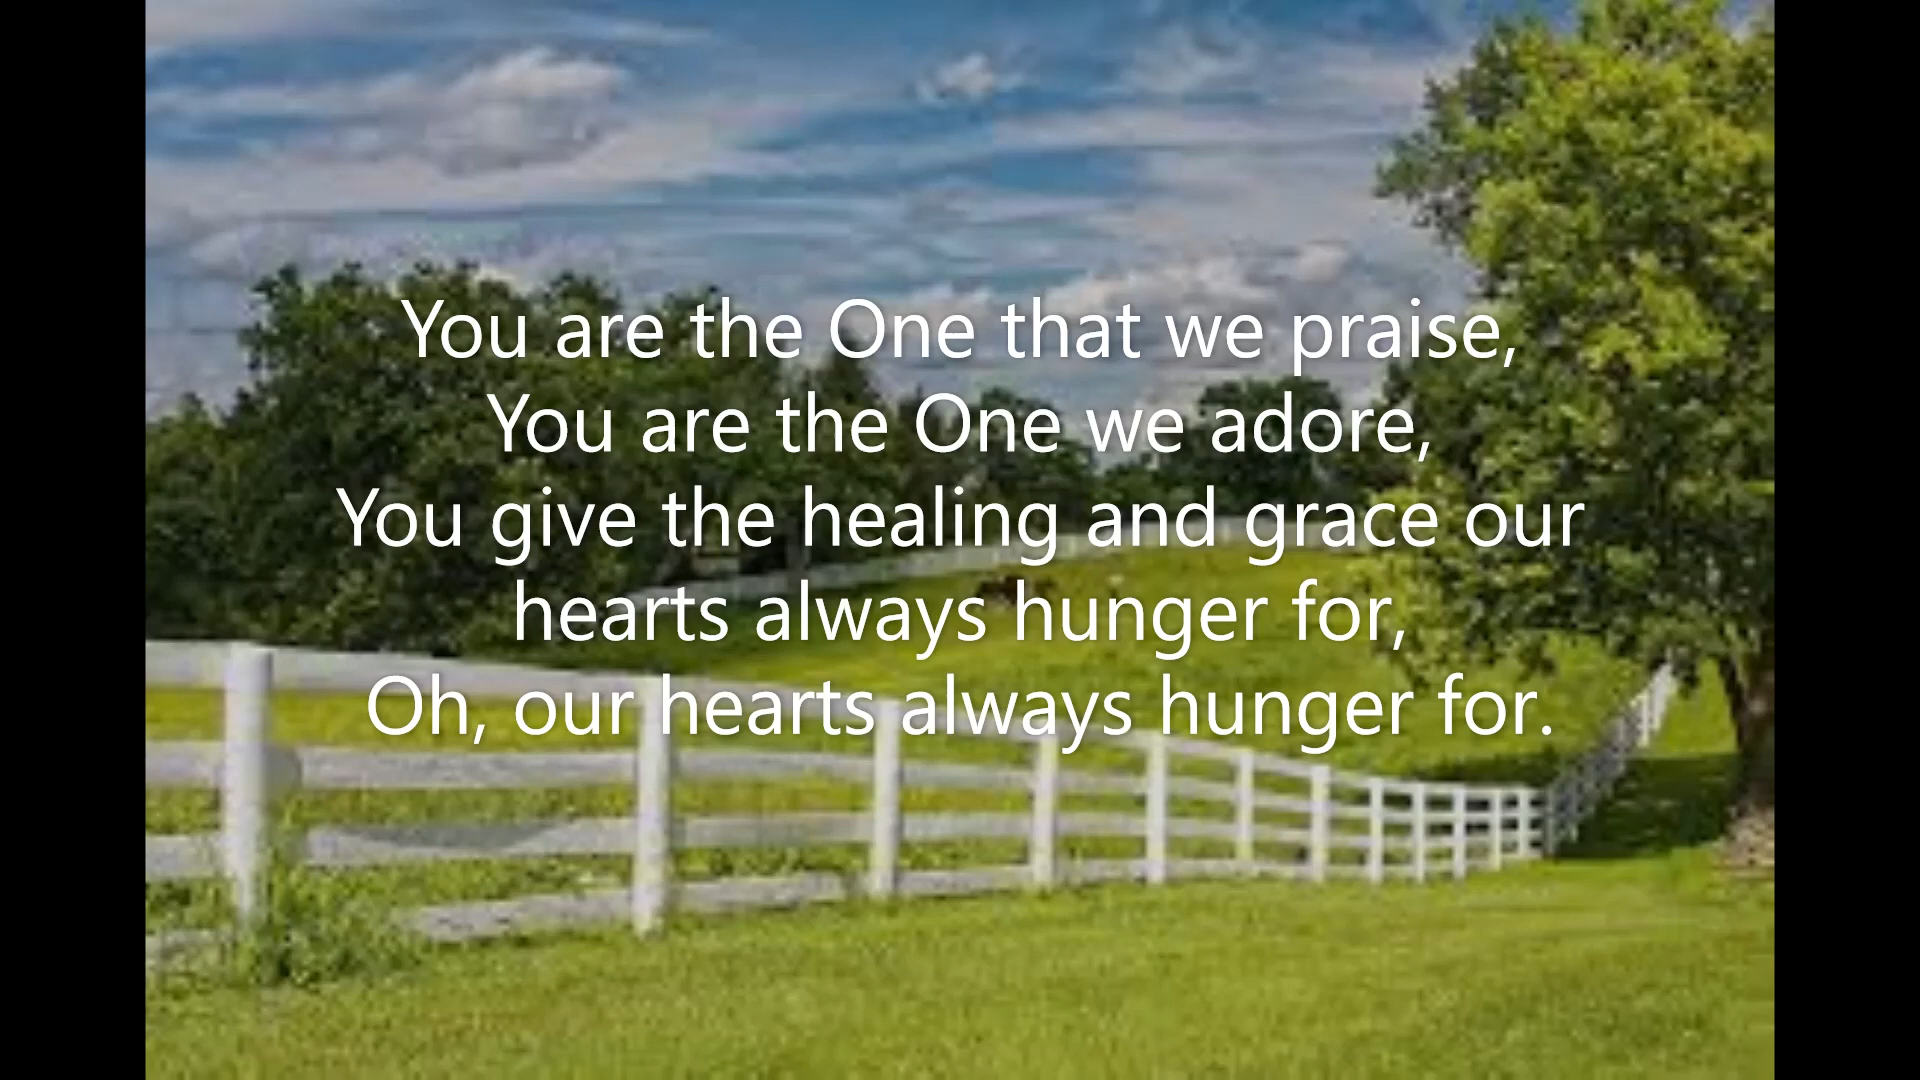 You are the One that we praise,
You are the One we adore,
You give the healing and grace our
hearts always hunger for,
Oh, our hearts always hunger for.